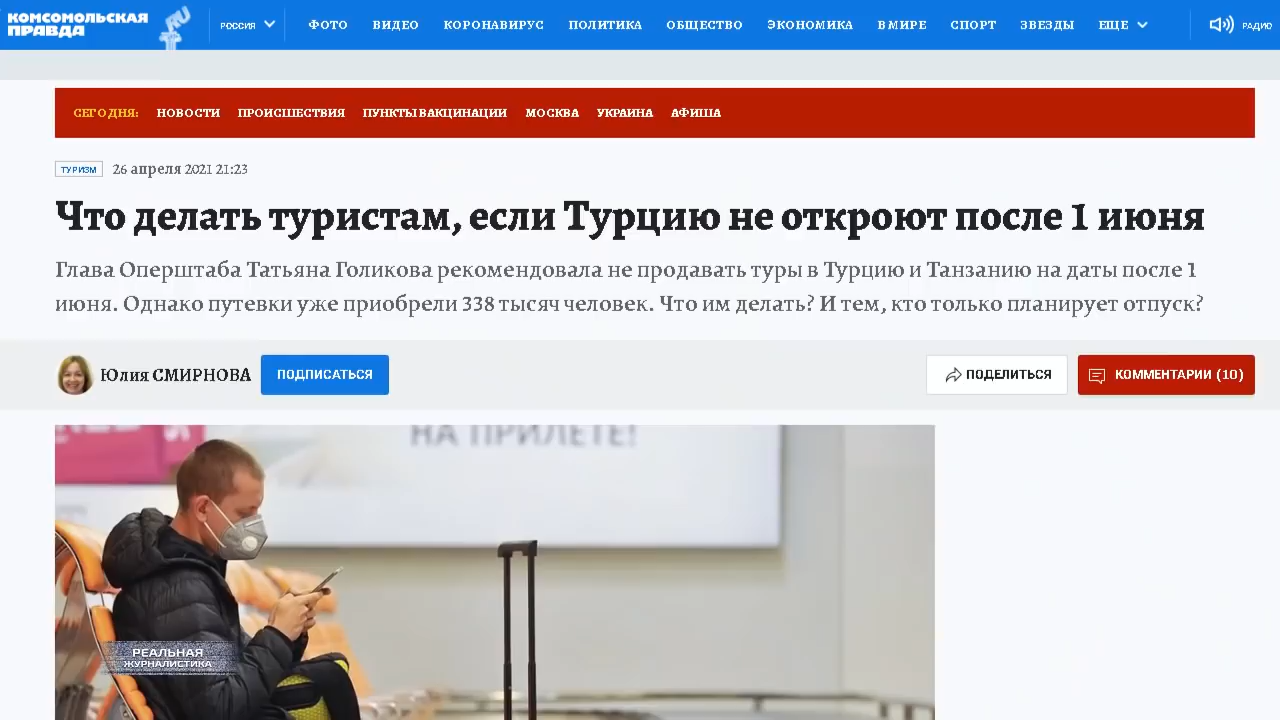 КОМСОМОЛЬСКАЯ
ПРАВДА
.RU
РОССИЯ
ФОТО ВИДЕО КОРОНАВИРУС ПОЛИТИКА ОБЩЕСТВО ЭКОНОМИКА В МИРЕ СПОРТ ЗВЕЗДЫ ЕЩЕ
РАДИО
СЕГОДНЯ: НОВОСТИ ПРОИСШЕСТВИЯ ПУНКТЫ ВАКЦИНАЦИИ МОСКВА УКРАИНА АФИША
ТУРИЗМ 26 апреля 2021 21:23
Что делать туристам, если Турцию не откроют после 1 июня
Глава Оперштаба Татьяна Голикова рекомендовала не продавать туры в Турцию и Танзанию на даты после 1
июня. Однако путевки уже приобрели 338 тысяч человек. Что им делать? И тем, кто только планирует отпуск?
Юлия СМИРНОВА ПОДПИСАТЬСЯ ПОДЕЛИТЬСЯ КОММЕНТАРИИ (10)
НА ПРИЛЕТЕ!
РЕАЛЬНАЯ
ЖУРНАЛИСТИКА